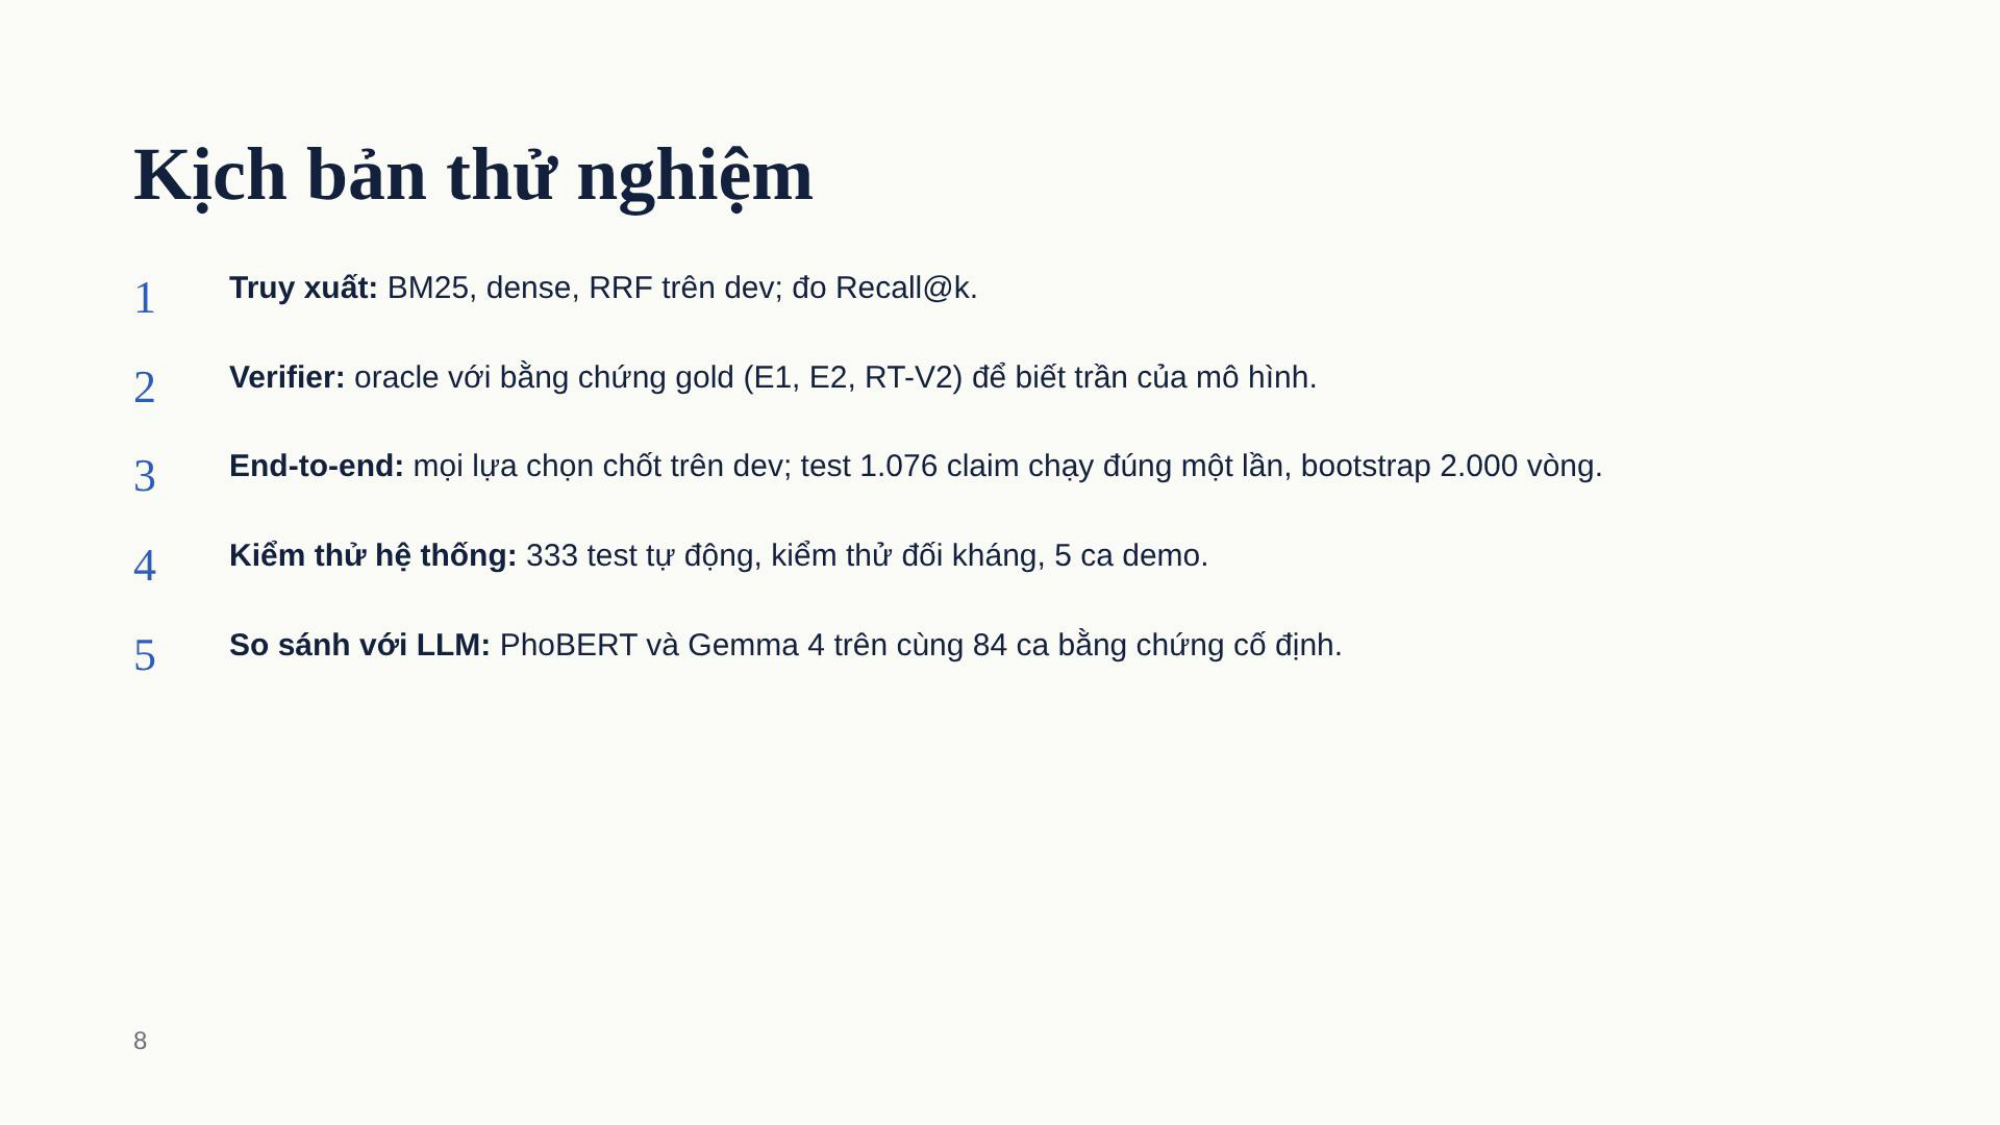 Kịch bản thử nghiệm
1 Truy xuất: BM25, dense, RRF trên dev; đo Recall@k.
2 Verifier: oracle với bằng chứng gold (E1, E2, RT-V2) để biết trần của mô hình.
3 End-to-end: mọi lựa chọn chốt trên dev; test 1.076 claim chạy đúng một lần, bootstrap 2.000 vòng.
4 Kiểm thử hệ thống: 333 test tự động, kiểm thử đối kháng, 5 ca demo.
5 So sánh với LLM: PhoBERT và Gemma 4 trên cùng 84 ca bằng chứng cố định.
8